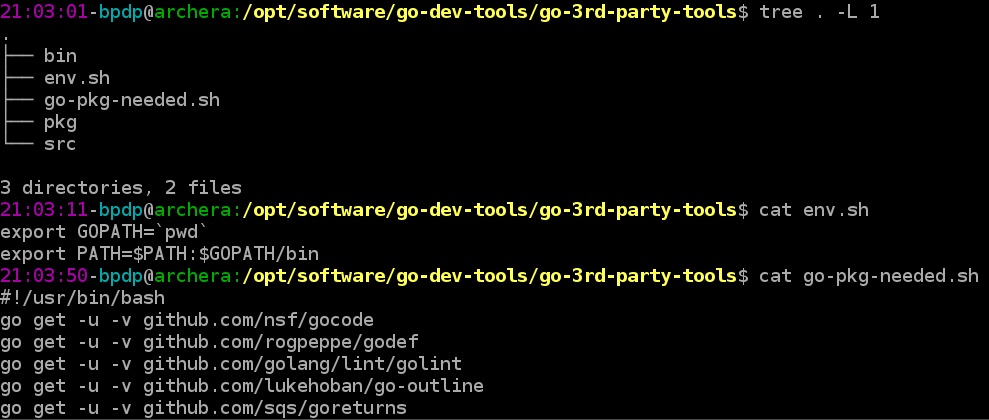 21:03:01-bpdp@archera:/opt/software/go-dev-tools/go-3rd-party-tools$ tree . -L 1
.
├── bin
├── env.sh
├── go-pkg-needed.sh
├── pkg
└── src

3 directories, 2 files
21:03:11-bpdp@archera:/opt/software/go-dev-tools/go-3rd-party-tools$ cat env.sh
export GOPATH=`pwd`
export PATH=$PATH:$GOPATH/bin
21:03:50-bpdp@archera:/opt/software/go-dev-tools/go-3rd-party-tools$ cat go-pkg-needed.sh
#!/usr/bin/bash
go get -u -v github.com/nsf/gocode
go get -u -v github.com/rogpeppe/godef
go get -u -v github.com/golang/lint/golint
go get -u -v github.com/lukehoban/go-outline
go get -u -v github.com/sqs/goreturns